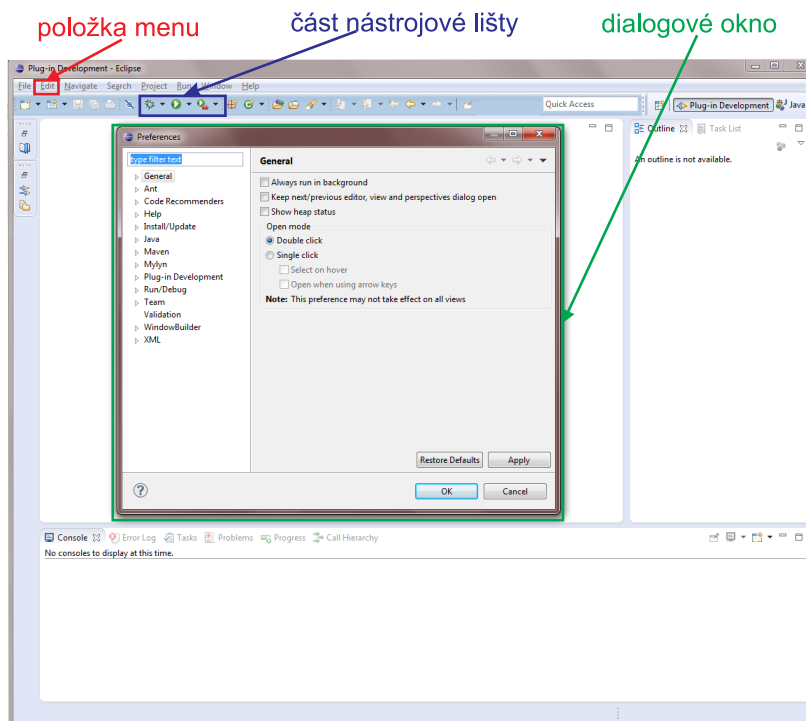 položka menu
část nástrojové lišty
dialogové okno
Plug-in Development - Eclipse
File Edit Navigate Search Project Run Window Help
Quick Access
Plug-in Development
Java
Preferences
type filter text
General
Ant
Code Recommenders
Help
Install/Update
Java
Maven
Mylyn
Plug-in Development
Run/Debug
Team
Validation
WindowBuilder
XML
General
Always run in background
Keep next/previous editor, view and perspectives dialog open
Show heap status
Open mode
Double click
Single click
Select on hover
Open when using arrow keys
Note: This preference may not take effect on all views
Restore Defaults
Apply
OK
Cancel
Outline
Task List
An outline is not available.
Console
Error Log
Tasks
Problems
Progress
Call Hierarchy
No consoles to display at this time.